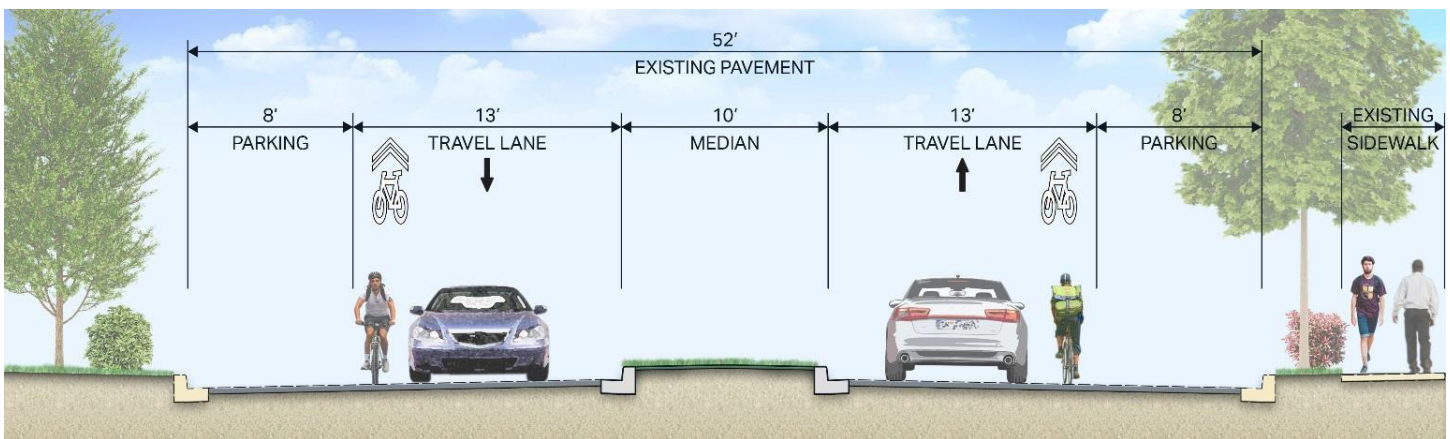 52’
EXISTING PAVEMENT
8’
PARKING
13’
TRAVEL LANE
10’
MEDIAN
13’
TRAVEL LANE
8’
PARKING
EXISTING
SIDEWALK